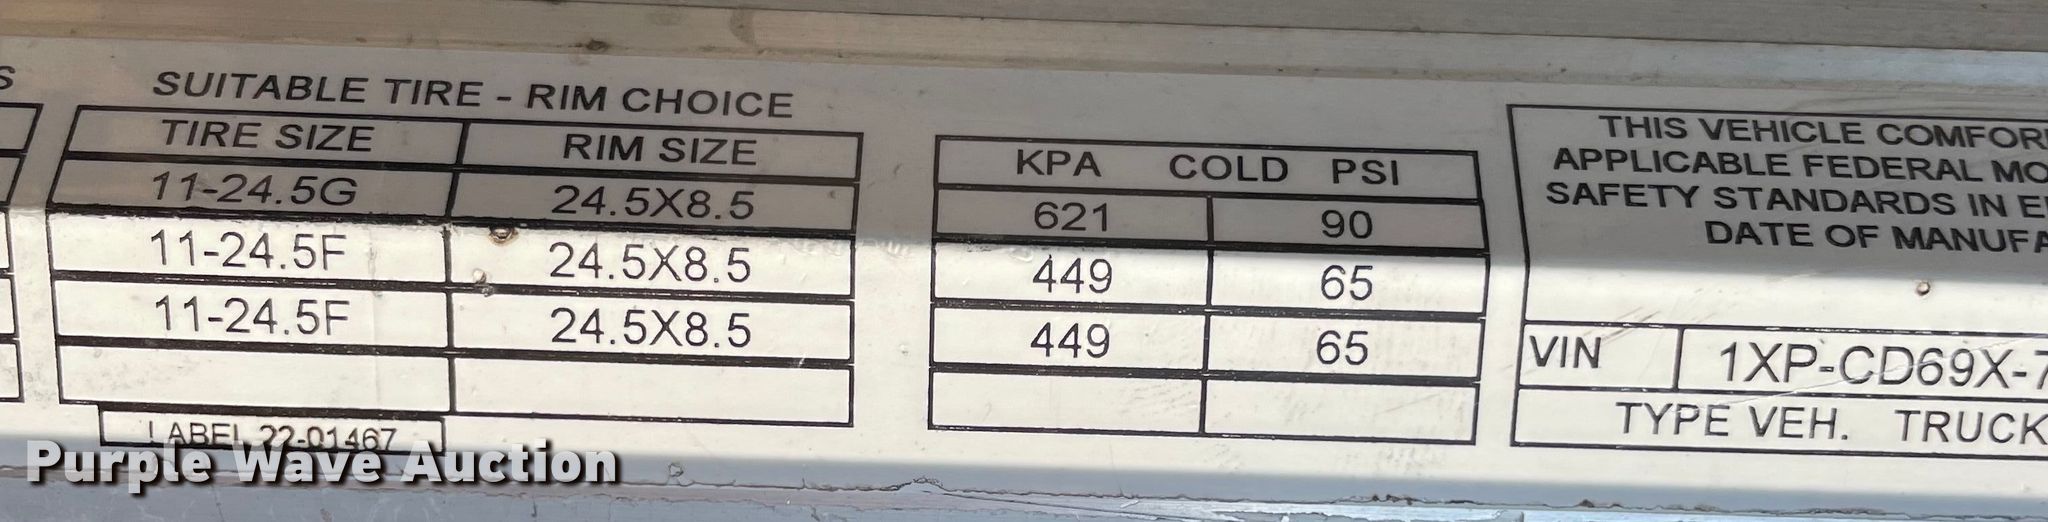 S
SUITABLE TIRE - RIM CHOICE
TIRE SIZE RIM SIZE
11-24.5G 24.5X8.5
11-24.5F 24.5X8.5
11-24.5F 24.5X8.5
KPA COLD PSI
621 90
449 65
449 65
THIS VEHICLE COMFOR
APPLICABLE FEDERAL MO
SAFETY STANDARDS IN E
DATE OF MANUFA
VIN 1XP-CD69X-7
TYPE VEH. TRUCK
LABEL 22-01467
Purple Wave Auction